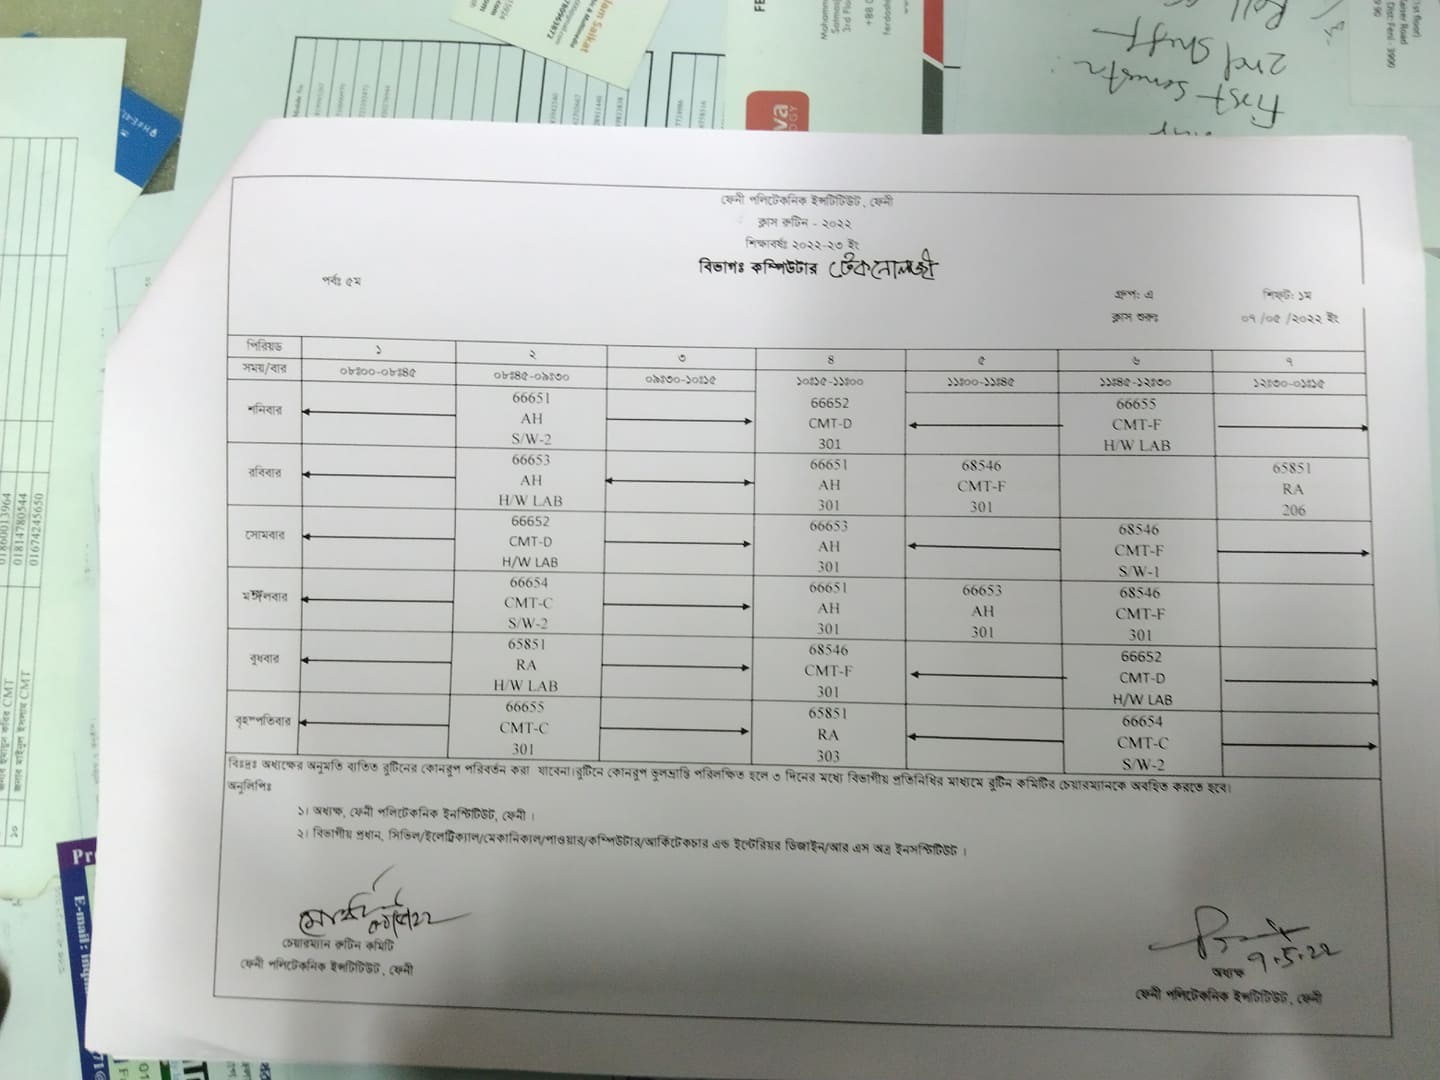 ফেনী পলিটেকনিক ইন্সটিটিউট, ফেনী
ক্লাস রুটিন - ২০২২
শিক্ষাবর্ষঃ ২০২২-২৩ ইং
বিভাগঃ কম্পিউটার টেকনোলজী
পর্বঃ ৫ম
গ্রুপ: এ শিফ্ট: ১ম
ক্লাস শুরুঃ ০৭/০৫/২০২২ ইং
পিরিয়ড ১ ২ ৩ ৪ ৫ ৬ ৭
সময়/বার ০৮ঃ০০-০৮ঃ৪৫ ০৮ঃ৪৫-০৯ঃ৩০ ০৯ঃ৩০-১০ঃ১৫ ১০ঃ১৫-১১ঃ০০ ১১ঃ০০-১১ঃ৪৫ ১১ঃ৪৫-১২ঃ৩০ ১২ঃ৩০-০১ঃ১৫
শনিবার
66651 66652 66655
AH CMT-D CMT-F
S/W-2 301 H/W LAB
রবিবার
66653 66651 68546 65851
AH AH CMT-F RA
H/W LAB 301 301 206
সোমবার
66652 66653 68546
CMT-D AH CMT-F
H/W LAB 301 S/W-1
মঙ্গলবার
66654 66651 66653 68546
CMT-C AH AH CMT-F
S/W-2 301 301 301
বুধবার
65851 68546 66652
RA CMT-F CMT-D
H/W LAB 301 H/W LAB
বৃহস্পতিবার
66655 65851 66654
CMT-C RA CMT-C
301 303 S/W-2
বিঃদ্রঃ অধ্যক্ষের অনুমতি ব্যতিত রুটিনের কোনরুপ পরিবর্তন করা যাবেনা।রুটিনে কোনরুপ ভুলভ্রান্তি পরিলক্ষিত হলে ৩ দিনের মধ্যে বিভাগীয় প্রতিনিধির মাধ্যমে রুটিন কমিটির চেয়ারম্যানকে অবহিত করতে হবে।
অনুলিপিঃ
১। অধ্যক্ষ, ফেনী পলিটেকনিক ইনস্টিটিউট, ফেনী ।
২। বিভাগীয় প্রধান, সিভিল/ইলেট্রিক্যাল/মেকানিকাল/পাওয়ার/কম্পিউটার/আর্কিটেকচার এন্ড ইন্টেরিয়র ডিজাইন/আর এস অত্র ইনসস্টিটিউট ।
চেয়ারম্যান রুটিন কমিটি
ফেনী পলিটেকনিক ইন্সটিটিউট, ফেনী
৭.5.22
অধ্যক্ষ
ফেনী পলিটেকনিক ইন্সটিটিউট, ফেনী
First Semester
2nd Shift
01860013964
01814780544
01674245650